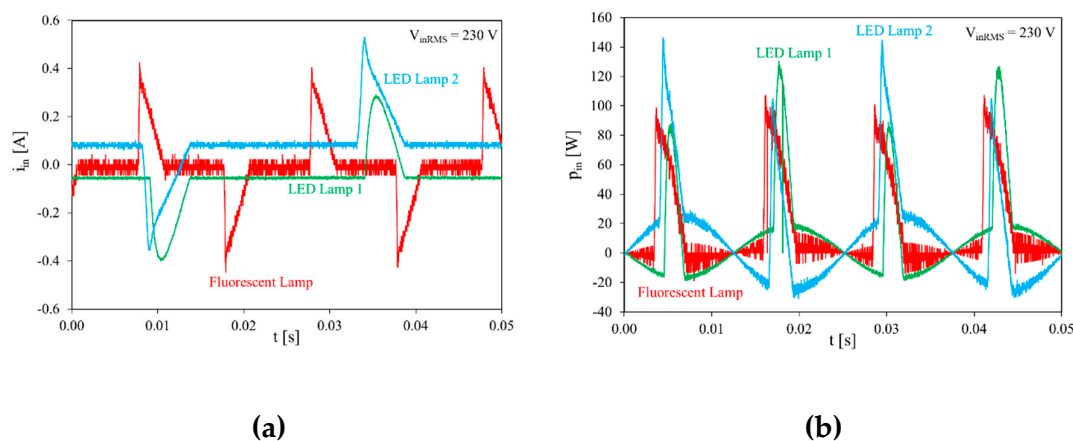 V_inRMS = 230 V
LED Lamp 2
LED Lamp 1
Fluorescent Lamp
i_in [A]
0.6
0.4
0.2
0.0
-0.2
-0.4
-0.6
0.00 0.01 0.02 0.03 0.04 0.05
t [s]
(a)
V_inRMS = 230 V
LED Lamp 2
LED Lamp 1
Fluorescent Lamp
p_in [W]
160
140
120
100
80
60
40
20
0
-20
-40
0.00 0.01 0.02 0.03 0.04 0.05
t [s]
(b)